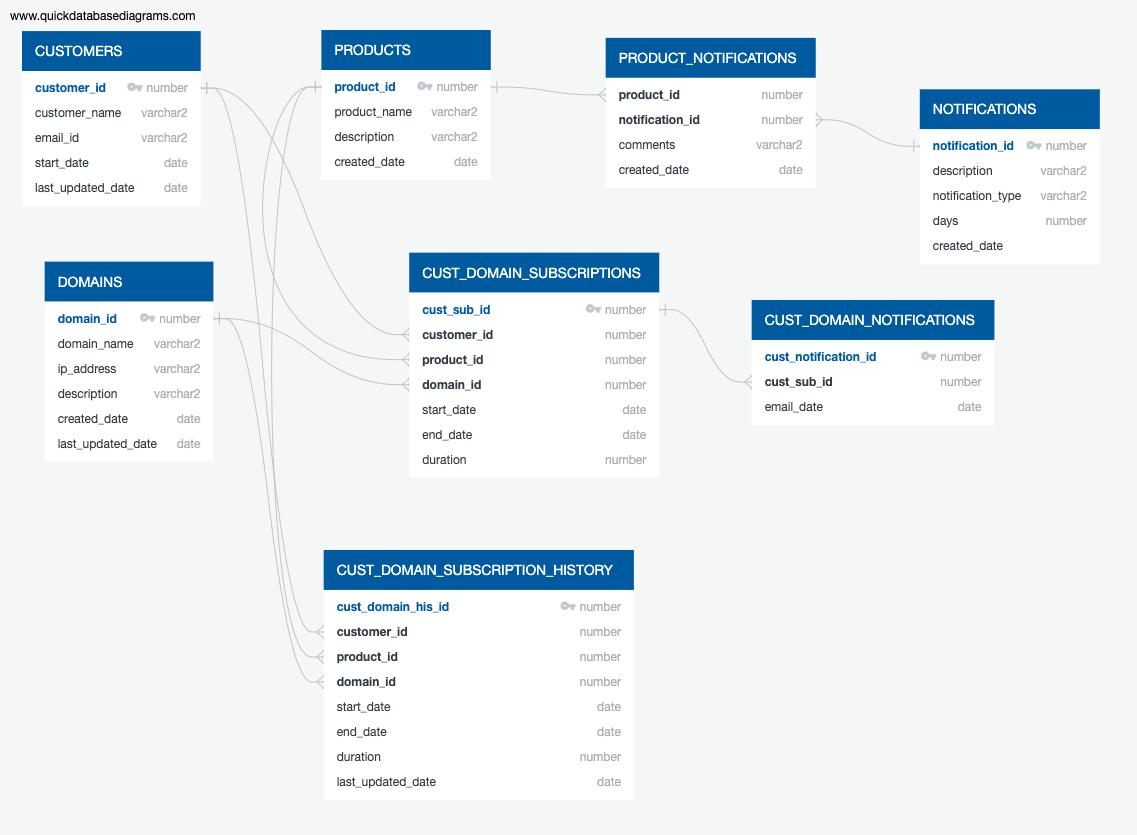 www.quickdatabasediagrams.com
CUSTOMERS
customer_id number
customer_name varchar2
email_id varchar2
start_date date
last_updated_date date
PRODUCTS
product_id number
product_name varchar2
description varchar2
created_date date
PRODUCT_NOTIFICATIONS
product_id number
notification_id number
comments varchar2
created_date date
NOTIFICATIONS
notification_id number
description varchar2
notification_type varchar2
days number
created_date
DOMAINS
domain_id number
domain_name varchar2
ip_address varchar2
description varchar2
created_date date
last_updated_date date
CUST_DOMAIN_SUBSCRIPTIONS
cust_sub_id number
customer_id number
product_id number
domain_id number
start_date date
end_date date
duration number
CUST_DOMAIN_NOTIFICATIONS
cust_notification_id number
cust_sub_id number
email_date date
CUST_DOMAIN_SUBSCRIPTION_HISTORY
cust_domain_his_id number
customer_id number
product_id number
domain_id number
start_date date
end_date date
duration number
last_updated_date date